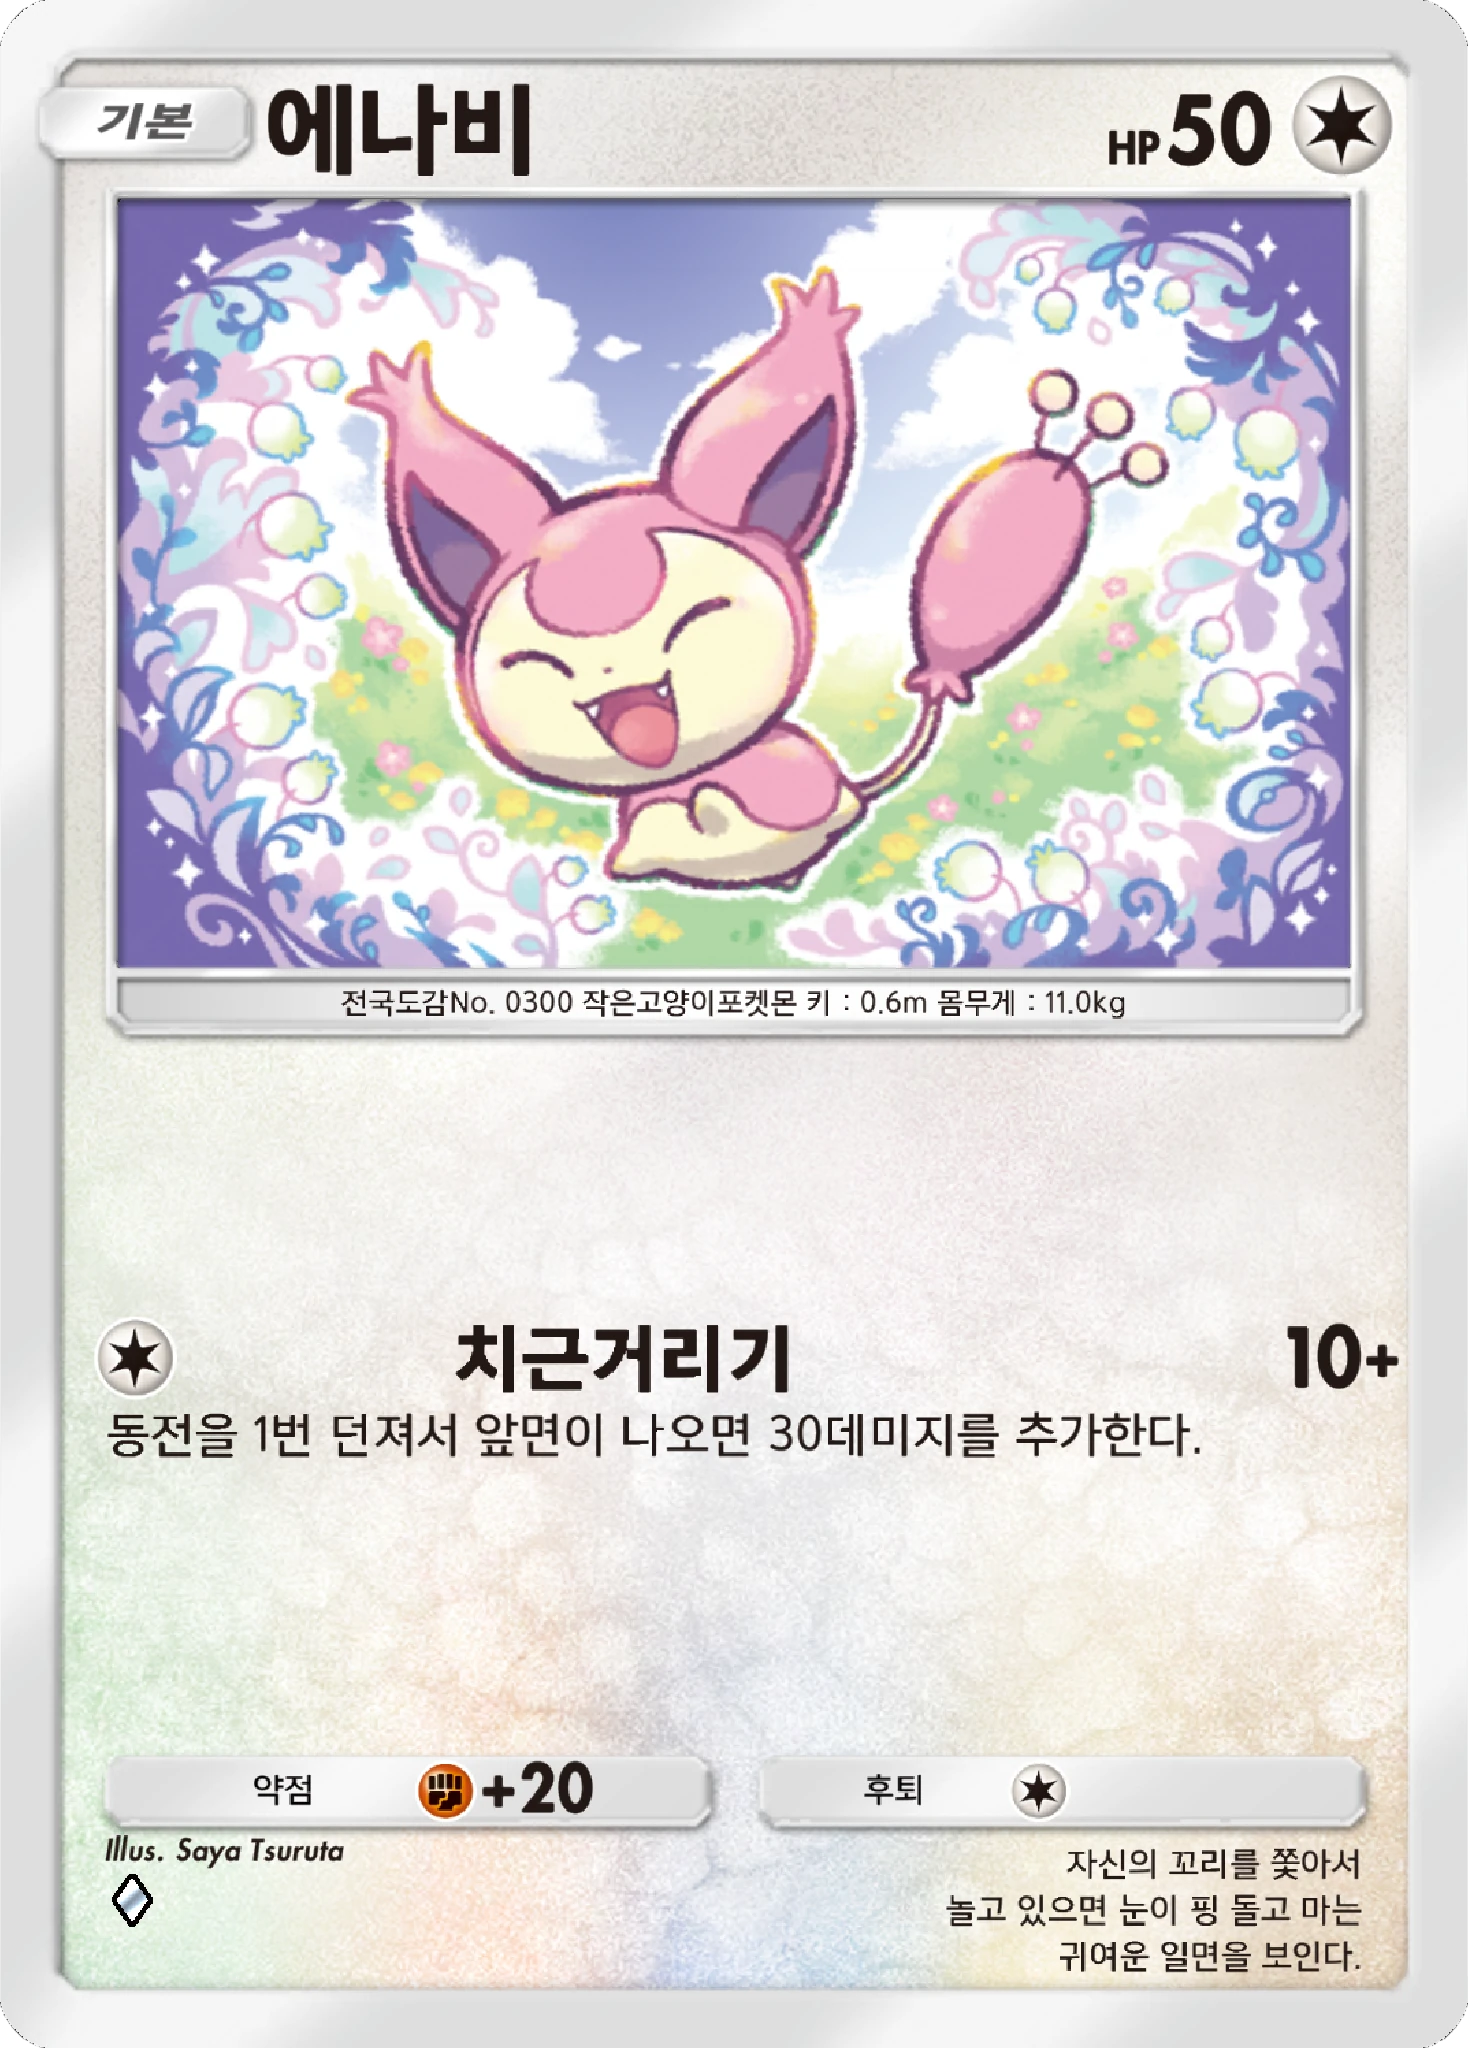 기본 에나비 HP 50
전국도감No. 0300 작은고양이포켓몬 키 : 0.6m 몸무게 : 11.0kg
치근거리기 10+
동전을 1번 던져서 앞면이 나오면 30데미지를 추가한다.
약점 +20 후퇴
Illus. Saya Tsuruta
자신의 꼬리를 쫓아서
놀고 있으면 눈이 핑 돌고 마는
귀여운 일면을 보인다.